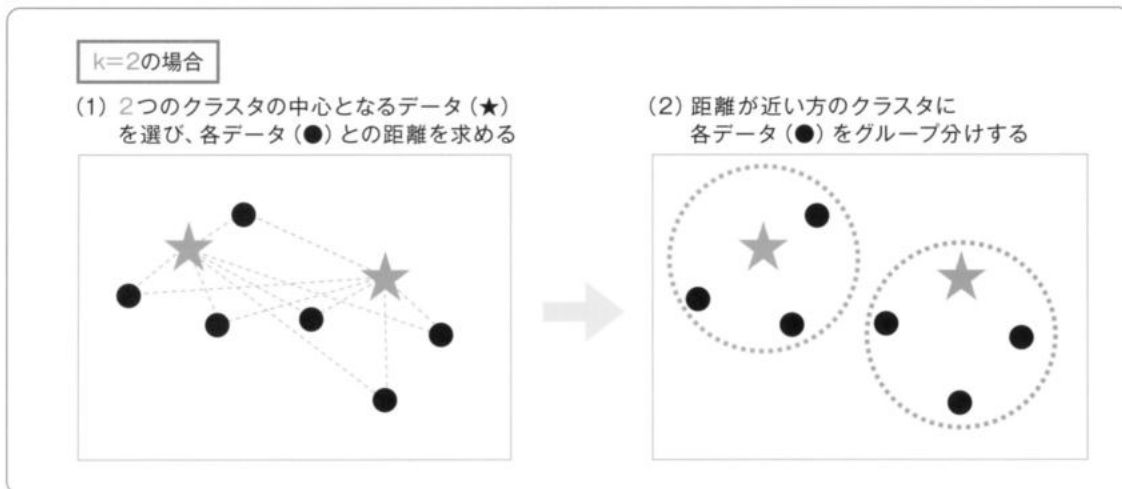 k=2の場合
(1) 2つのクラスタの中心となるデータ(★)
を選び、各データ(●)との距離を求める
(2) 距離が近い方のクラスタに
各データ(●)をグループ分けする